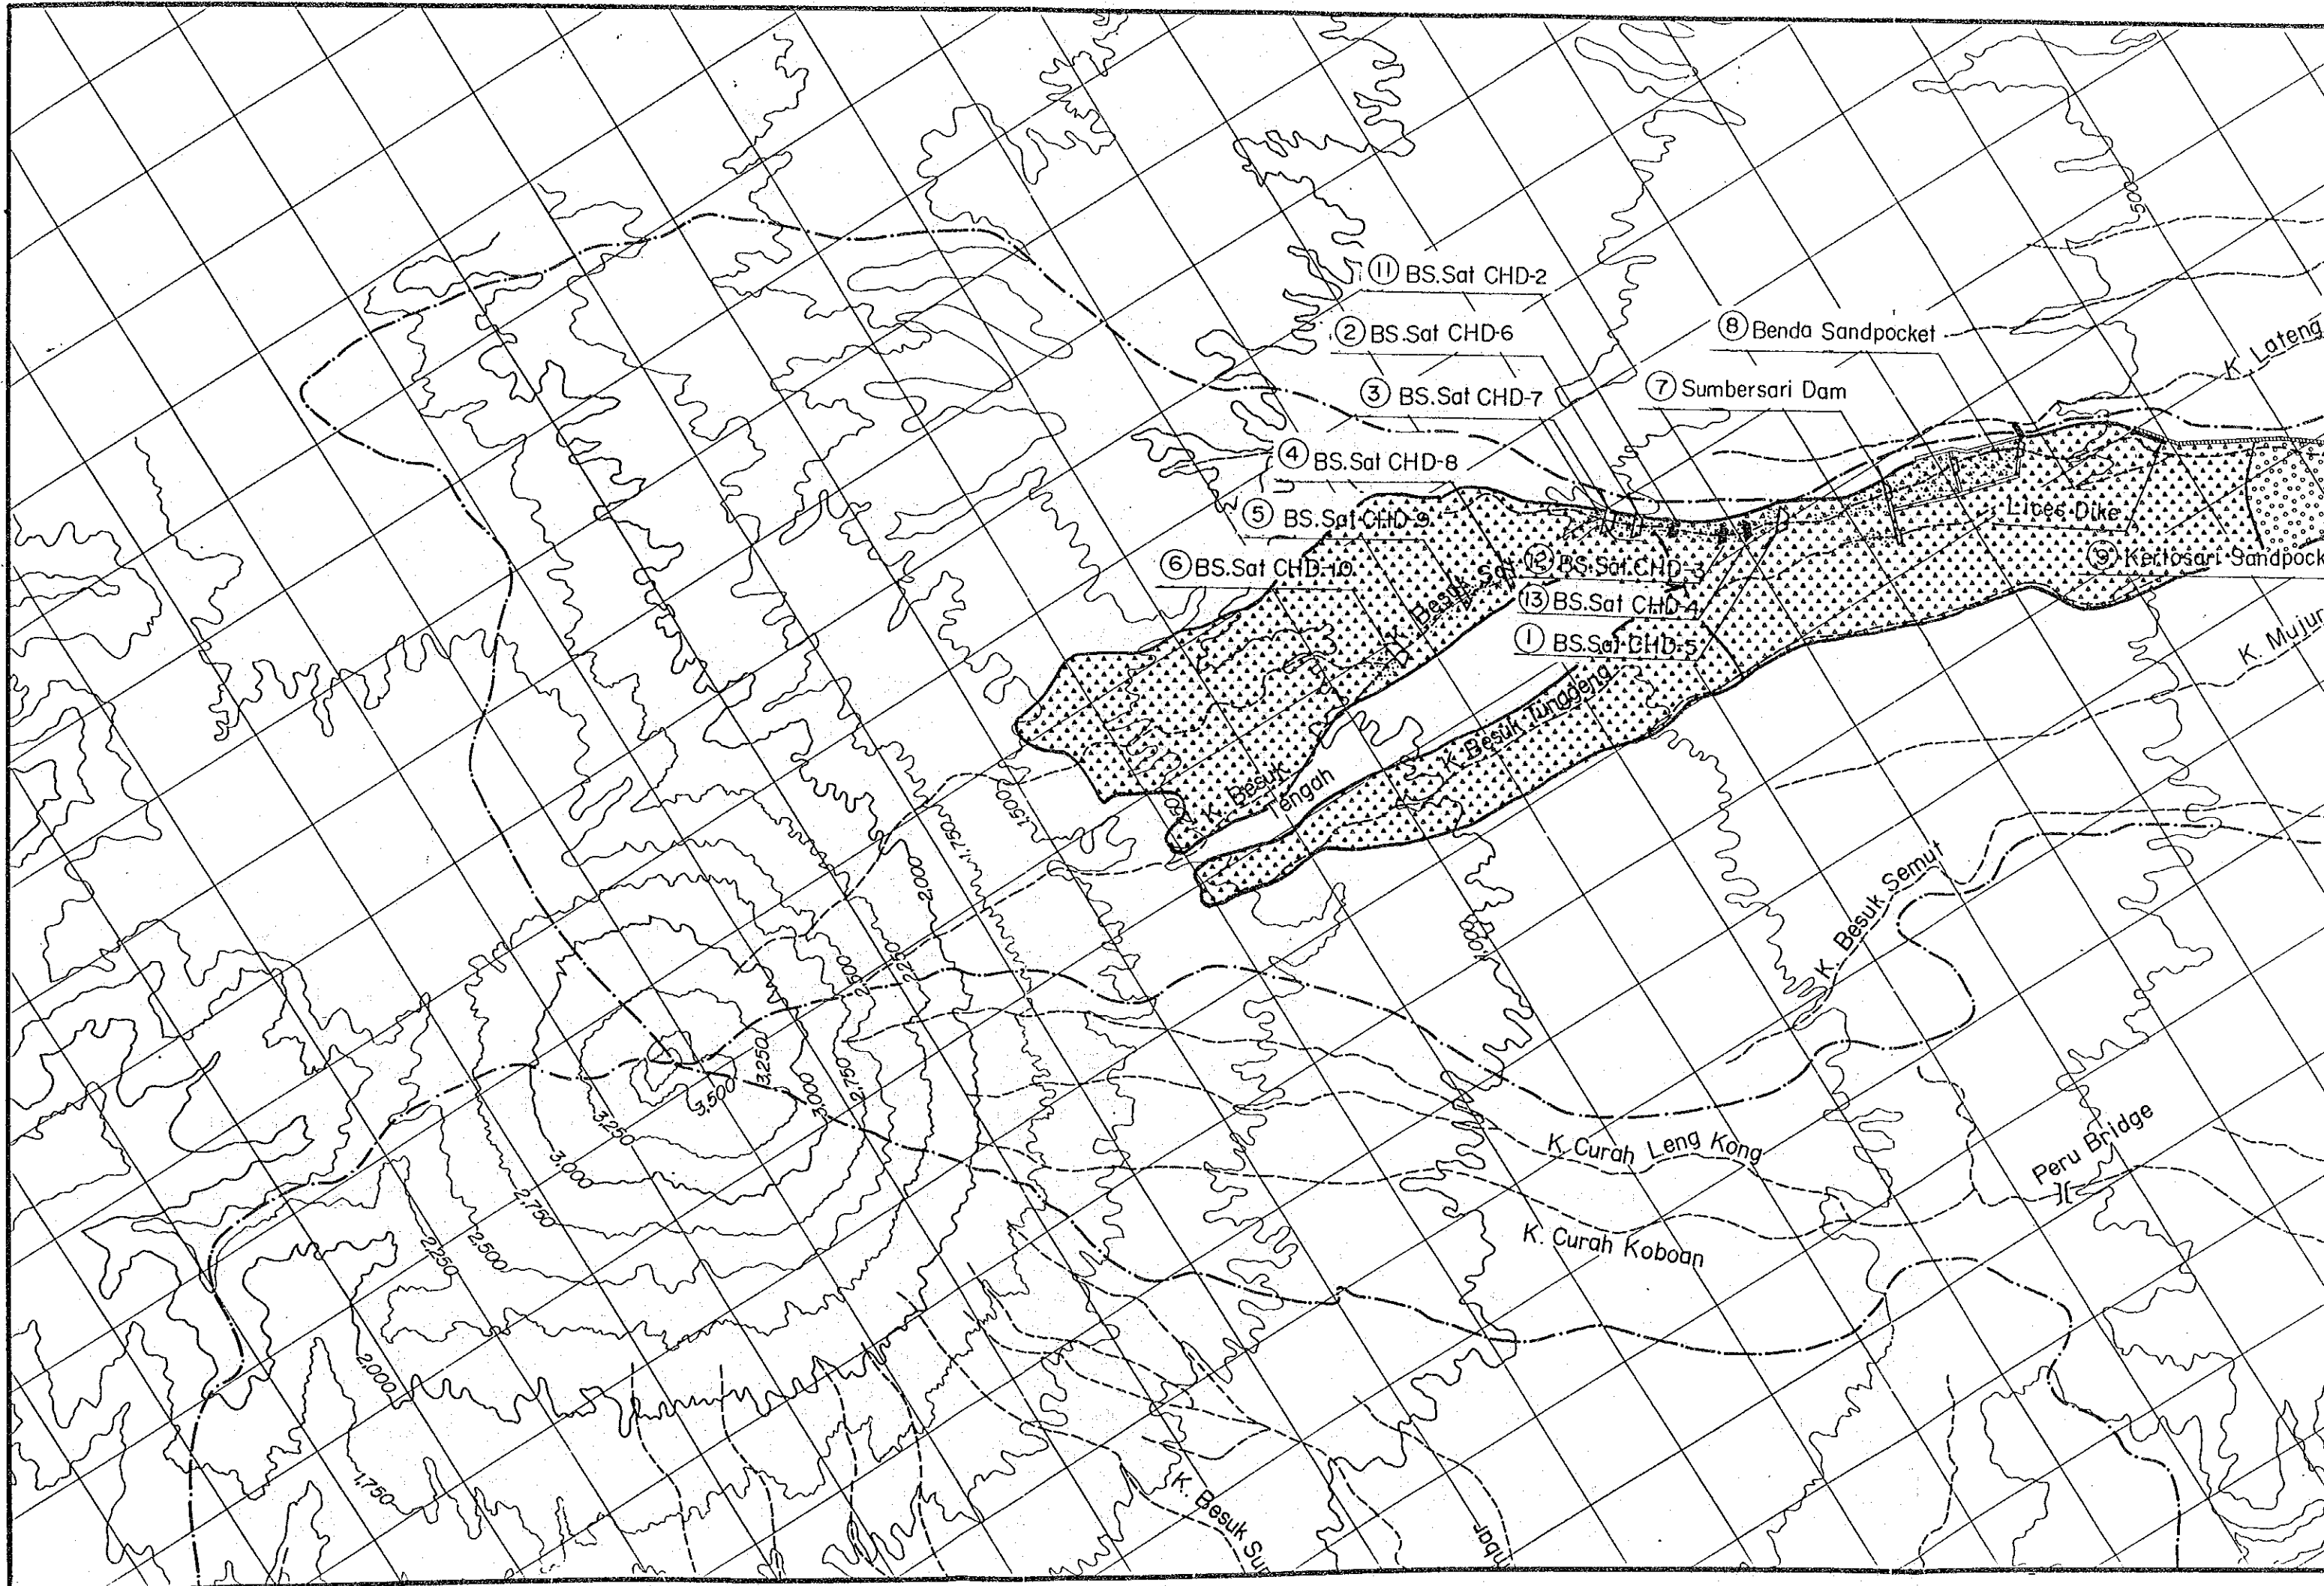 500
⑪ BS.Sat CHD-2
② BS.Sat CHD-6
⑧ Benda Sandpocket
K. Lateng
③ BS.Sat CHD-7
⑦ Sumbersari Dam
④ BS.Sat CHD-8
⑤ BS.Sat CHD-9
Lices Dike
⑥ BS.Sat CHD-10
⑫ BS.Sat CHD-3
⑨ Kertosari Sandpock
⑬ BS.Sat CHD-4
① BS.Sat CHD-5
K. Besuk Sat
K. Mujur
K. Besuk Tunggeng
K. Besuk
Tengah
1,500
1,750
2,000
K. Besuk Semut
1,000
2,250
2,500
2,750
3,250
3,000
3,500
3,250
3,000
2,750
2,500
2,250
2,000
1,750
K. Curah Leng Kong
Peru Bridge
K. Curah Koboan
K. Besuk Su